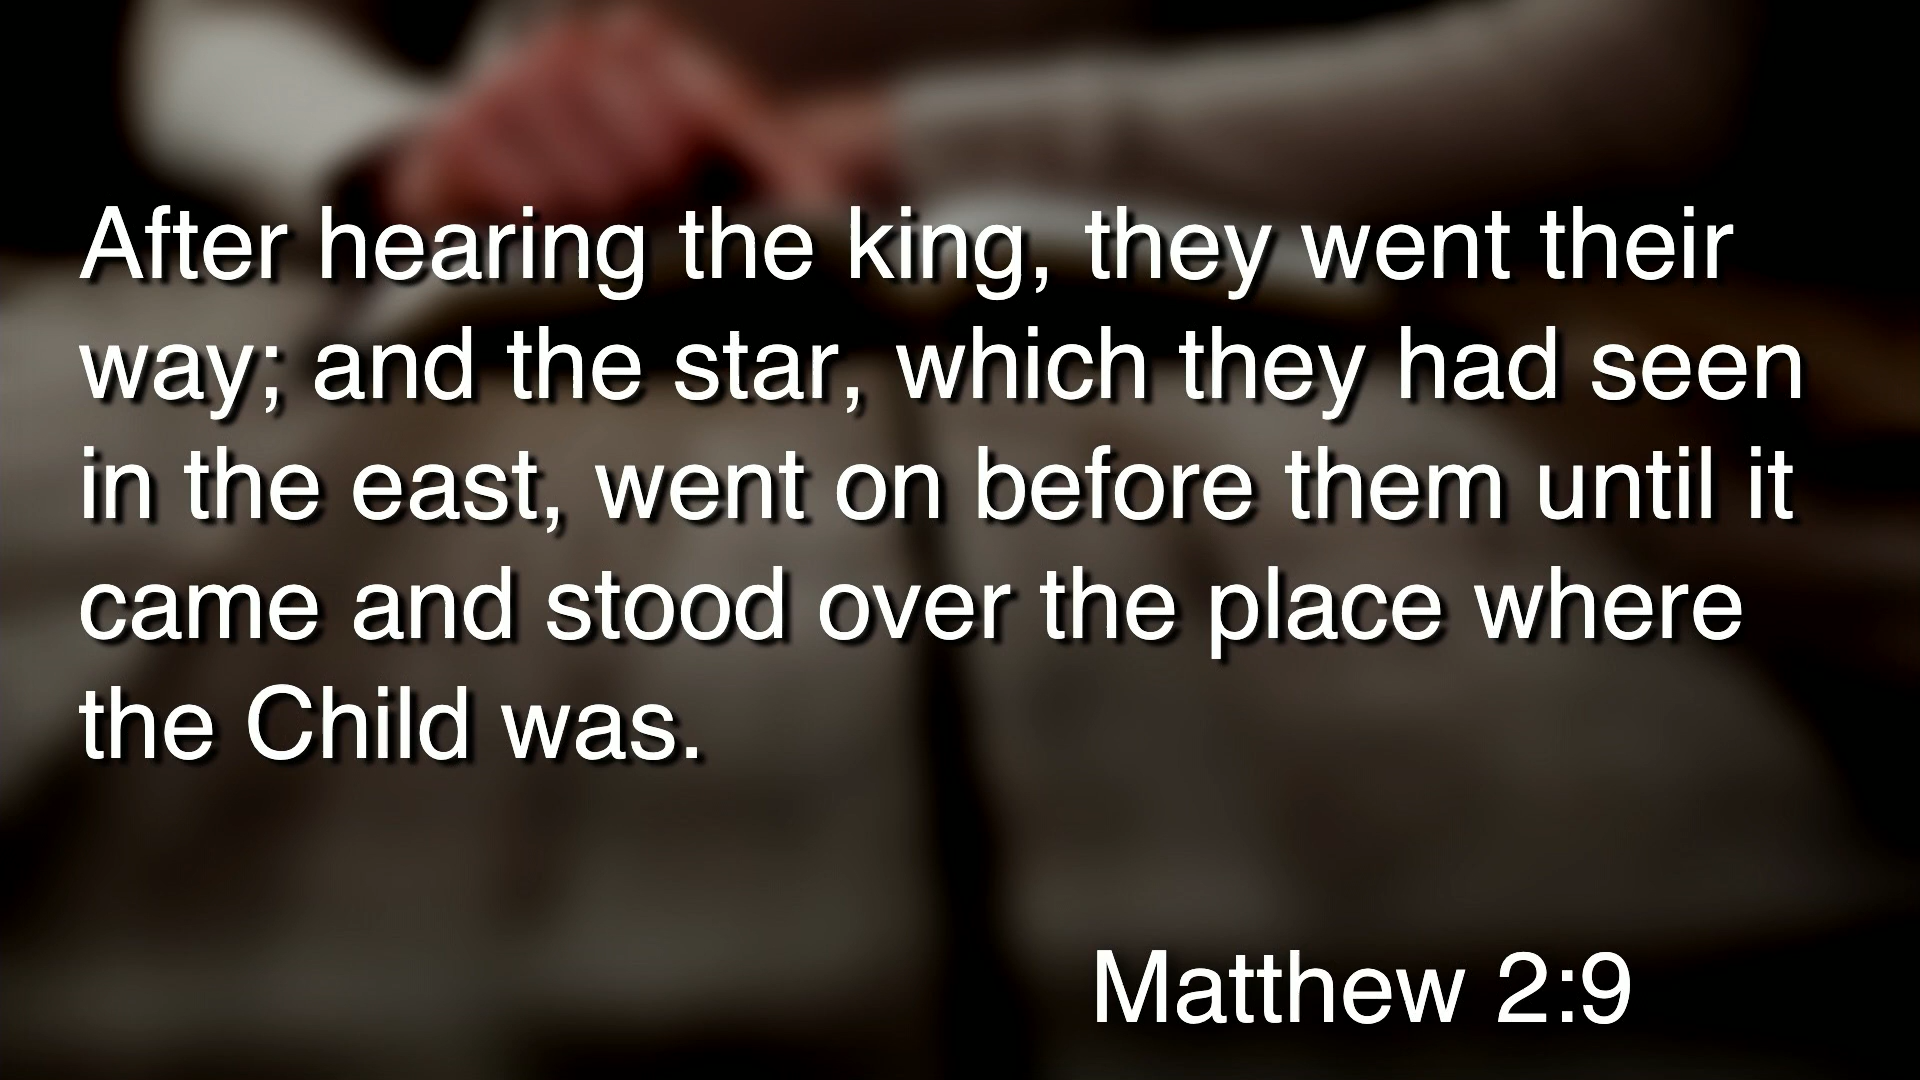 After hearing the king, they went their
way; and the star, which they had seen
in the east, went on before them until it
came and stood over the place where
the Child was.
Matthew 2:9